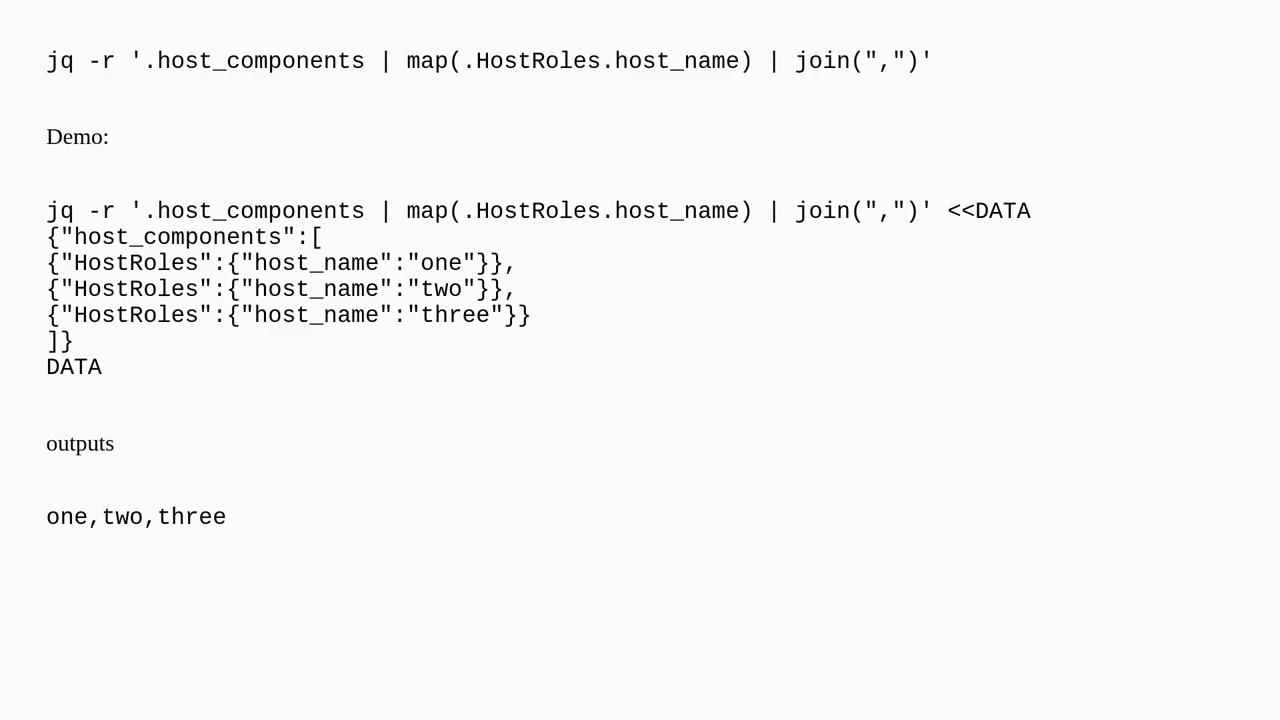 jq -r '.host_components | map(.HostRoles.host_name) | join(",")'
Demo:
jq -r '.host_components | map(.HostRoles.host_name) | join(",")' <<DATA
{"host_components":[
{"HostRoles":{"host_name":"one"}},
{"HostRoles":{"host_name":"two"}},
{"HostRoles":{"host_name":"three"}}
]}
DATA
outputs
one,two,three